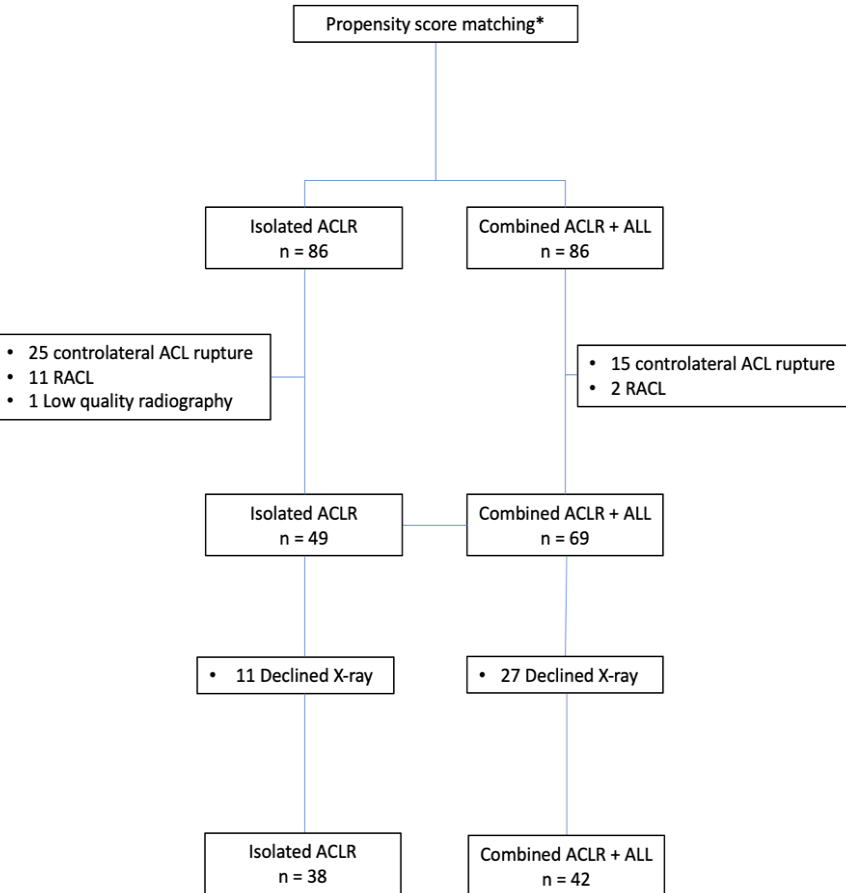 Propensity score matching*
Isolated ACLR
n = 86
Combined ACLR + ALL
n = 86
• 25 controlateral ACL rupture
• 11 RACL
• 1 Low quality radiography
• 15 controlateral ACL rupture
• 2 RACL
Isolated ACLR
n = 49
Combined ACLR + ALL
n = 69
• 11 Declined X-ray
• 27 Declined X-ray
Isolated ACLR
n = 38
Combined ACLR + ALL
n = 42